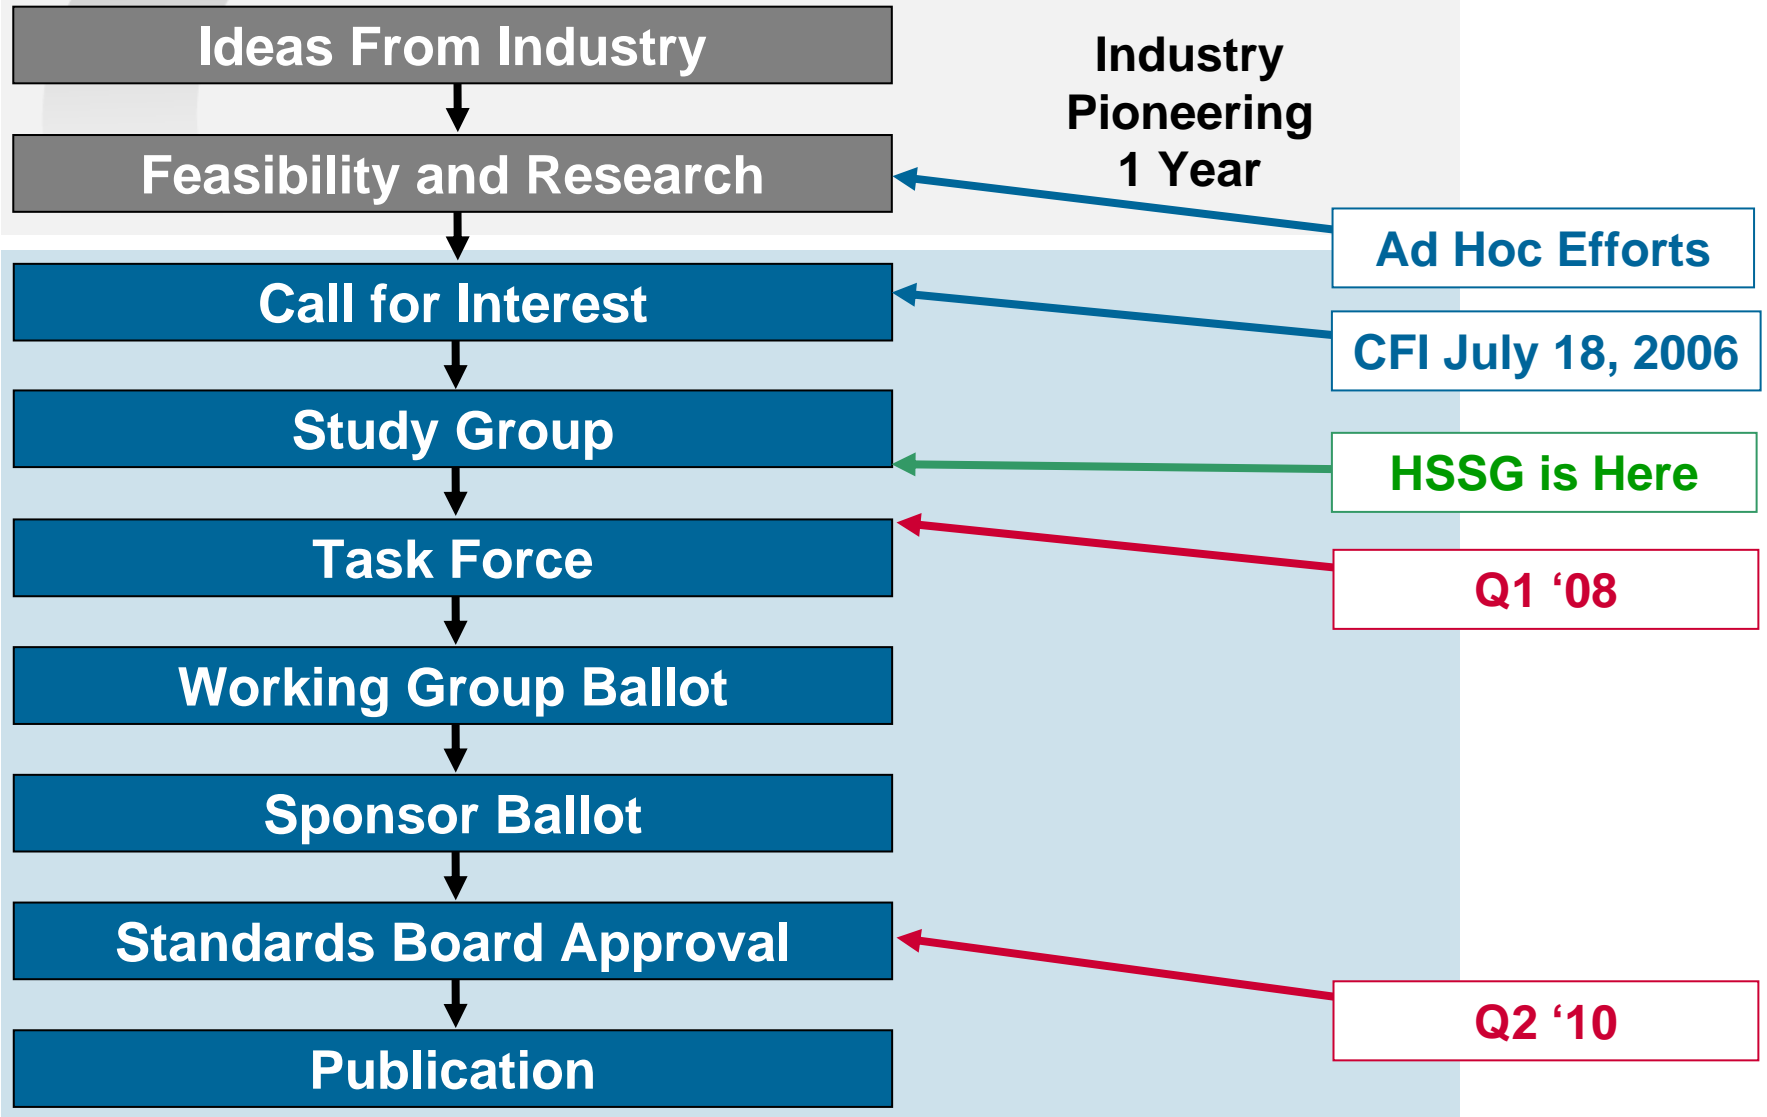 Ideas From Industry
Industry
Pioneering
1 Year
Feasibility and Research
Ad Hoc Efforts
Call for Interest
CFI July 18, 2006
Study Group
HSSG is Here
Task Force
Q1 ‘08
Working Group Ballot
Sponsor Ballot
Standards Board Approval
Q2 ‘10
Publication